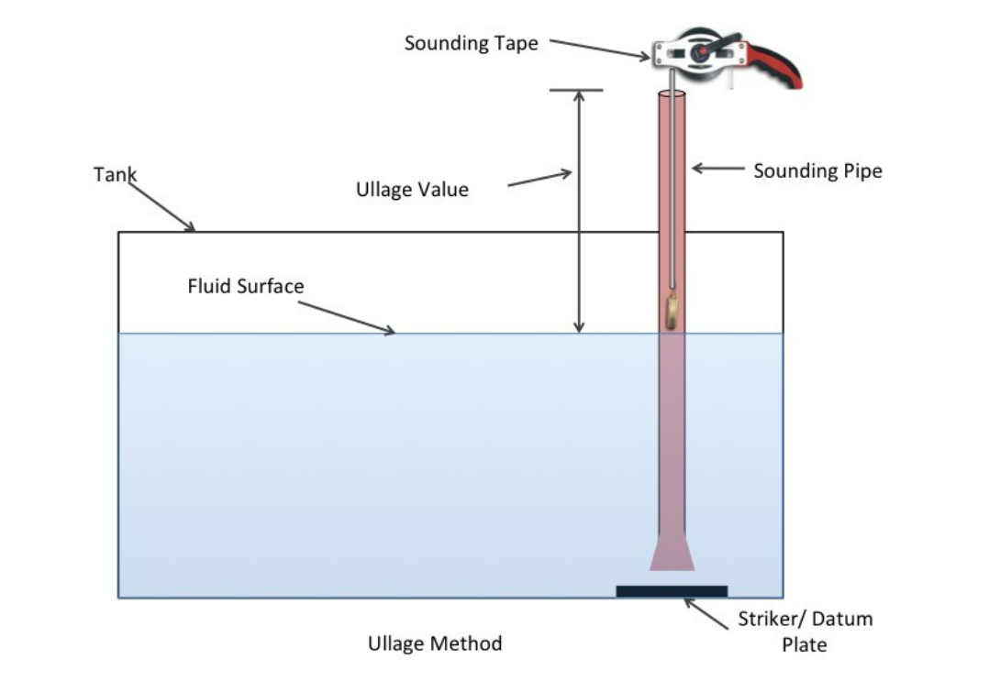 Sounding Tape
Tank
Ullage Value
Sounding Pipe
Fluid Surface
Striker/ Datum
Plate
Ullage Method